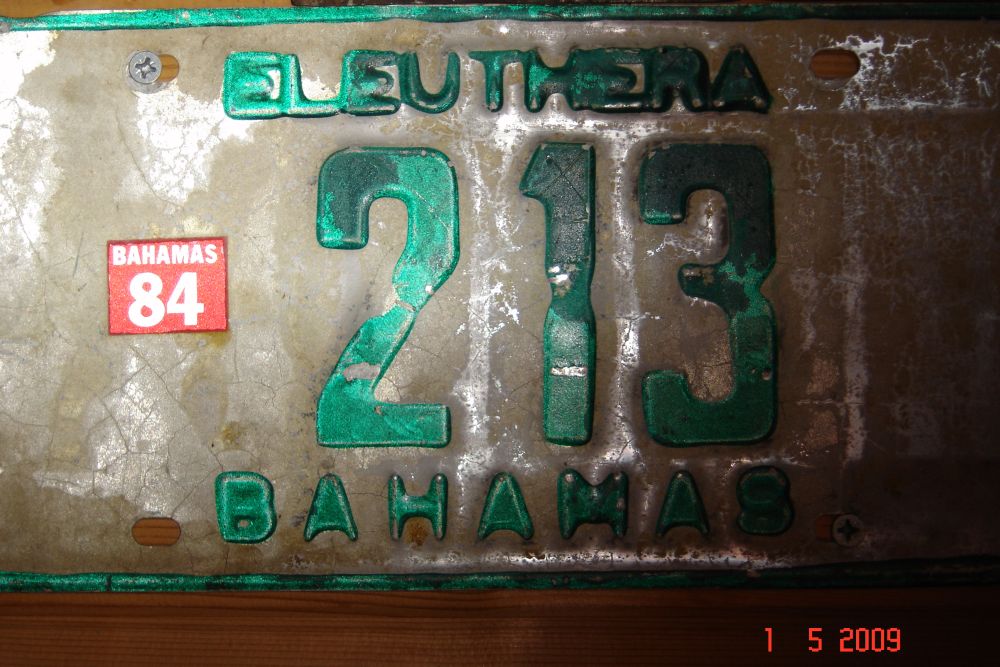 ELEUTHERA
213
BAHAMAS
84
BAHAMAS
1 5 2009